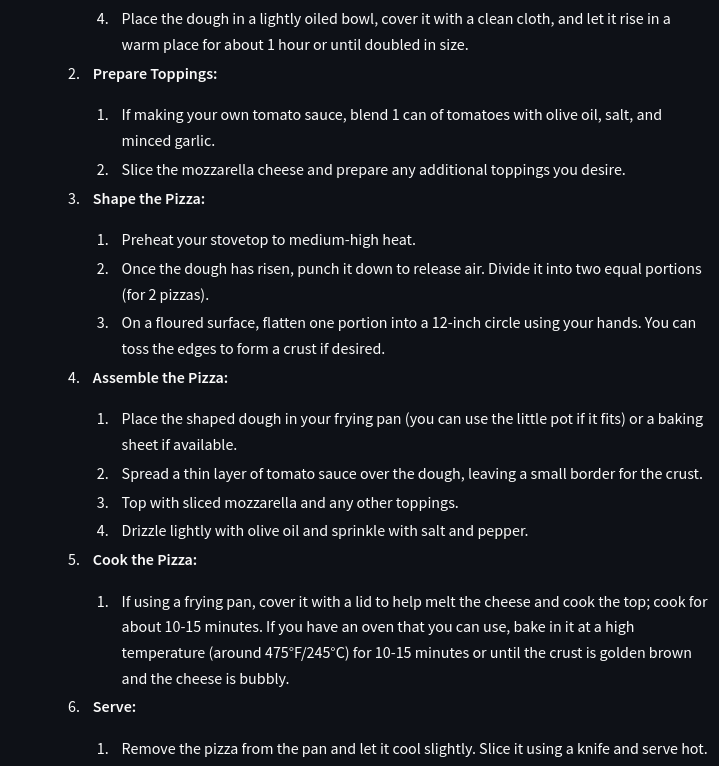 4. Place the dough in a lightly oiled bowl, cover it with a clean cloth, and let it rise in a
warm place for about 1 hour or until doubled in size.
2. Prepare Toppings:
1. If making your own tomato sauce, blend 1 can of tomatoes with olive oil, salt, and
minced garlic.
2. Slice the mozzarella cheese and prepare any additional toppings you desire.
3. Shape the Pizza:
1. Preheat your stovetop to medium-high heat.
2. Once the dough has risen, punch it down to release air. Divide it into two equal portions
(for 2 pizzas).
3. On a floured surface, flatten one portion into a 12-inch circle using your hands. You can
toss the edges to form a crust if desired.
4. Assemble the Pizza:
1. Place the shaped dough in your frying pan (you can use the little pot if it fits) or a baking
sheet if available.
2. Spread a thin layer of tomato sauce over the dough, leaving a small border for the crust.
3. Top with sliced mozzarella and any other toppings.
4. Drizzle lightly with olive oil and sprinkle with salt and pepper.
5. Cook the Pizza:
1. If using a frying pan, cover it with a lid to help melt the cheese and cook the top; cook for
about 10-15 minutes. If you have an oven that you can use, bake in it at a high
temperature (around 475°F/245°C) for 10-15 minutes or until the crust is golden brown
and the cheese is bubbly.
6. Serve:
1. Remove the pizza from the pan and let it cool slightly. Slice it using a knife and serve hot.